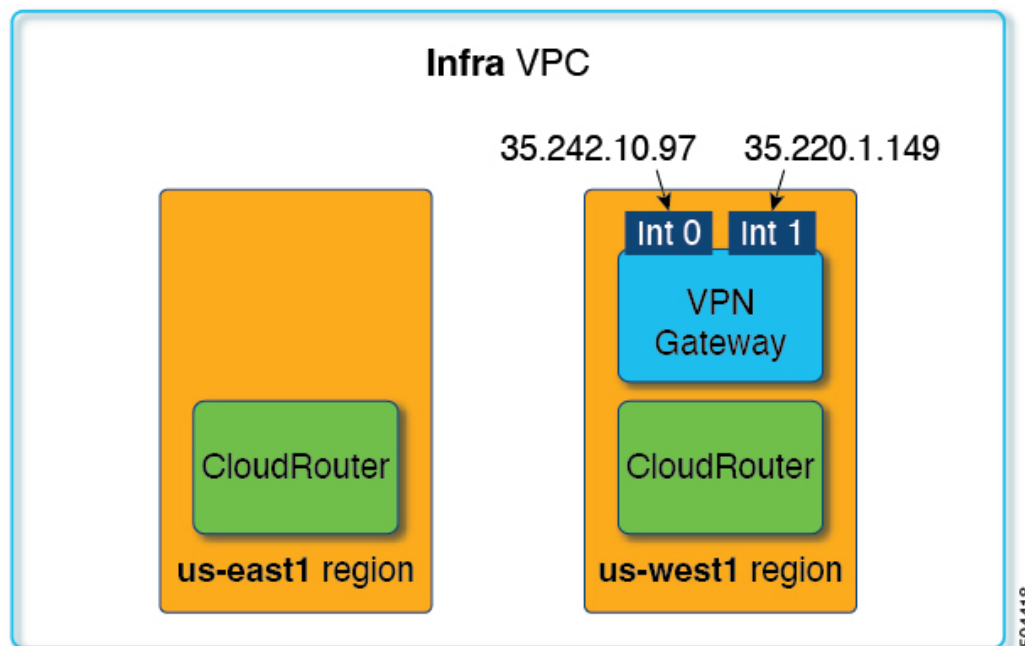 Infra VPC
35.242.10.97 35.220.1.149
Int 0 Int 1
VPN
Gateway
CloudRouter
CloudRouter
us-east1 region
us-west1 region